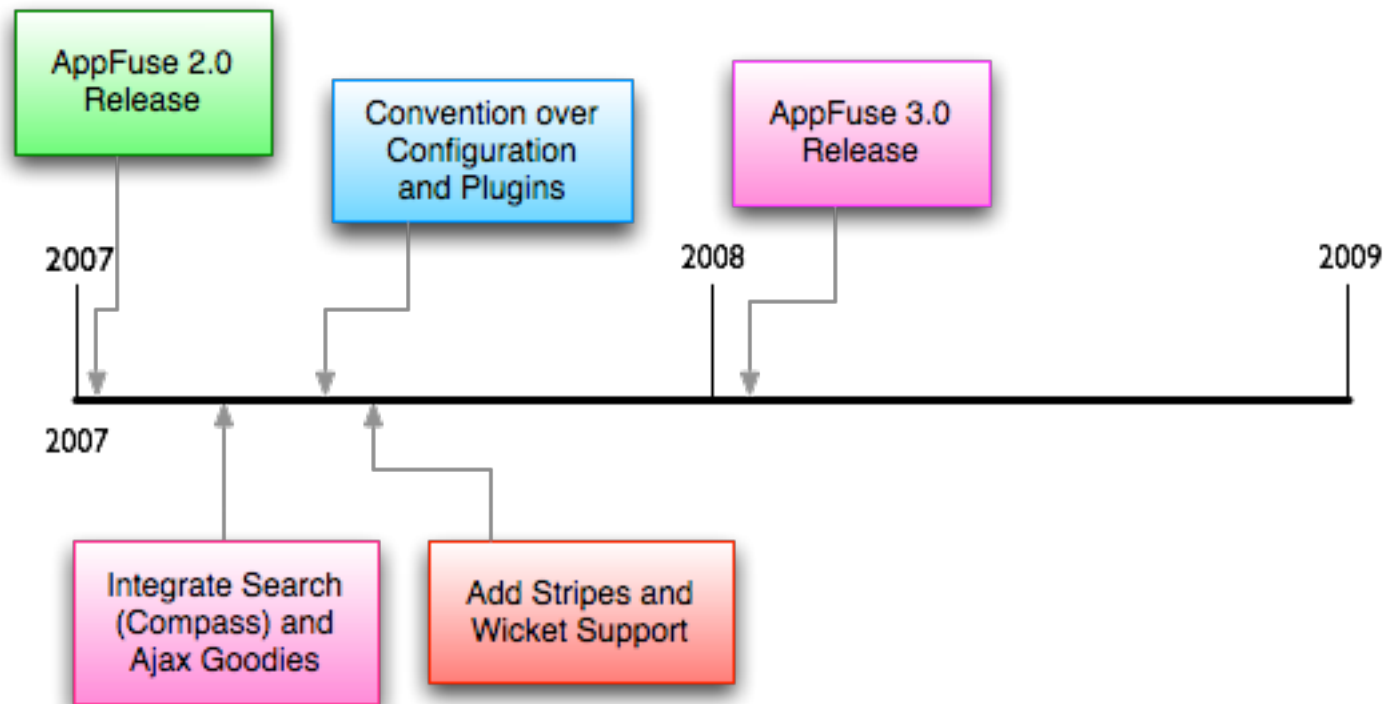 AppFuse 2.0
Release
Convention over
Configuration
and Plugins
AppFuse 3.0
Release
2007
2008
2009
2007
Integrate Search
(Compass) and
Ajax Goodies
Add Stripes and
Wicket Support